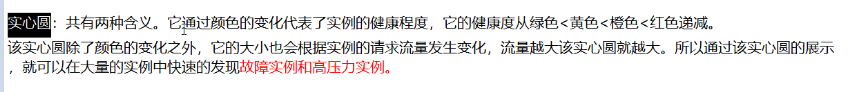 实心圆：共有两种含义。它通过颜色的变化代表了实例的健康程度，它的健康度从绿色<黄色<橙色<红色递减。
该实心圆除了颜色的变化之外，它的大小也会根据实例的请求流量发生变化，流量越大该实心圆就越大。所以通过该实心圆的展示
，就可以在大量的实例中快速的发现故障实例和高压力实例。